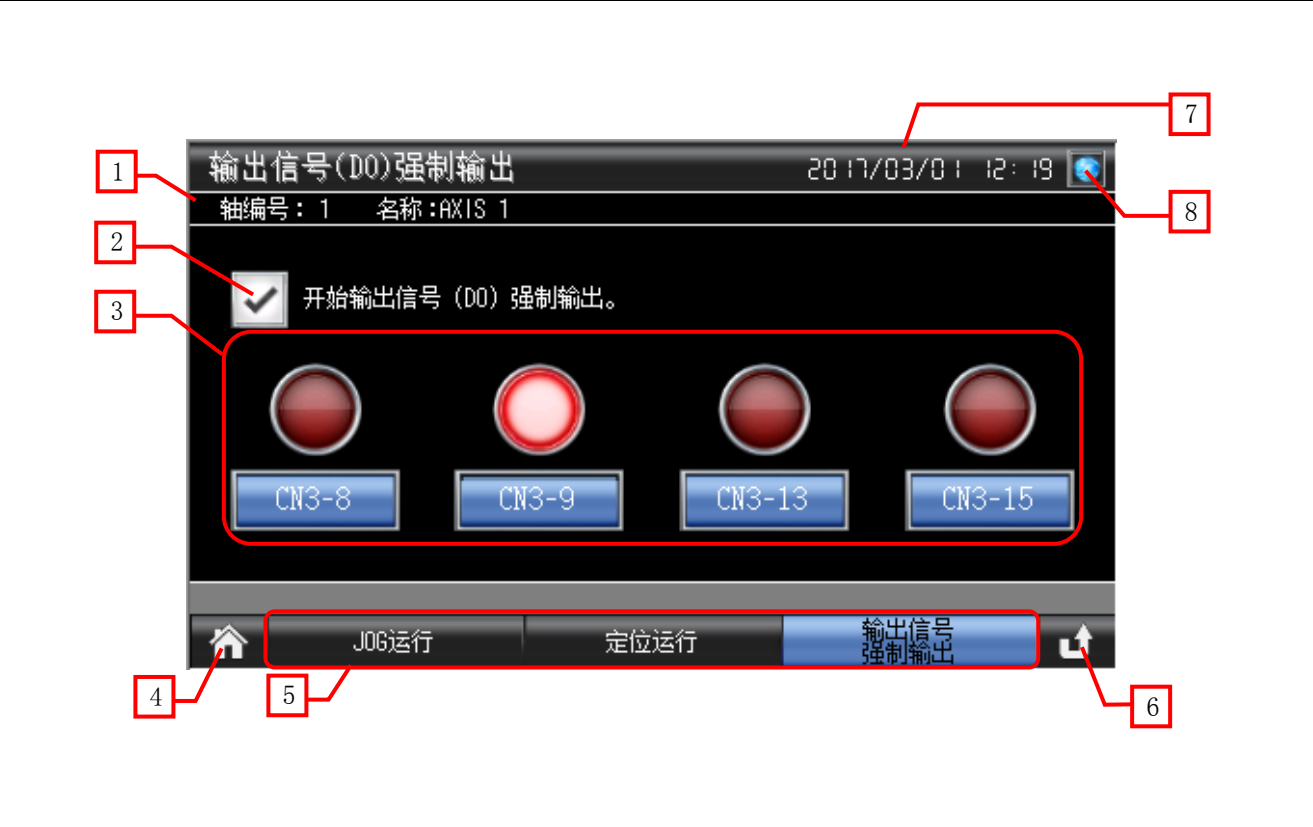 7
输出信号(DO)强制输出 2017/03/01 12:19
1
轴编号：1 名称:AXIS 1
8
2
开始输出信号（DO）强制输出。
3
CN3-8 CN3-9 CN3-13 CN3-15
JOG运行 定位运行 输出信号
强制输出
4
5
6